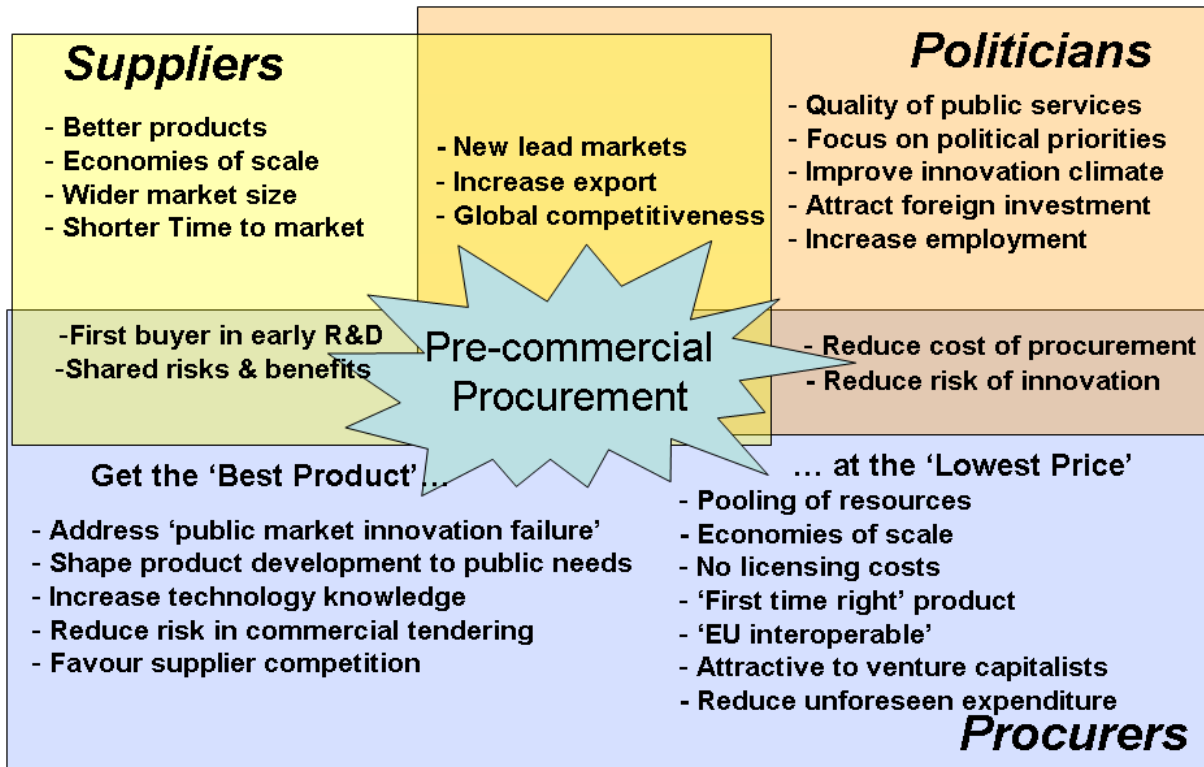 Suppliers
- Better products
- Economies of scale
- Wider market size
- Shorter Time to market
- New lead markets
- Increase export
- Global competitiveness
Politicians
- Quality of public services
- Focus on political priorities
- Improve innovation climate
- Attract foreign investment
- Increase employment
-First buyer in early R&D
-Shared risks & benefits
Pre-commercial
Procurement
- Reduce cost of procurement
- Reduce risk of innovation
Get the ‘Best Product’…
- Address ‘public market innovation failure’
- Shape product development to public needs
- Increase technology knowledge
- Reduce risk in commercial tendering
- Favour supplier competition
… at the ‘Lowest Price’
- Pooling of resources
- Economies of scale
- No licensing costs
- ‘First time right’ product
- ‘EU interoperable’
- Attractive to venture capitalists
- Reduce unforeseen expenditure
Procurers